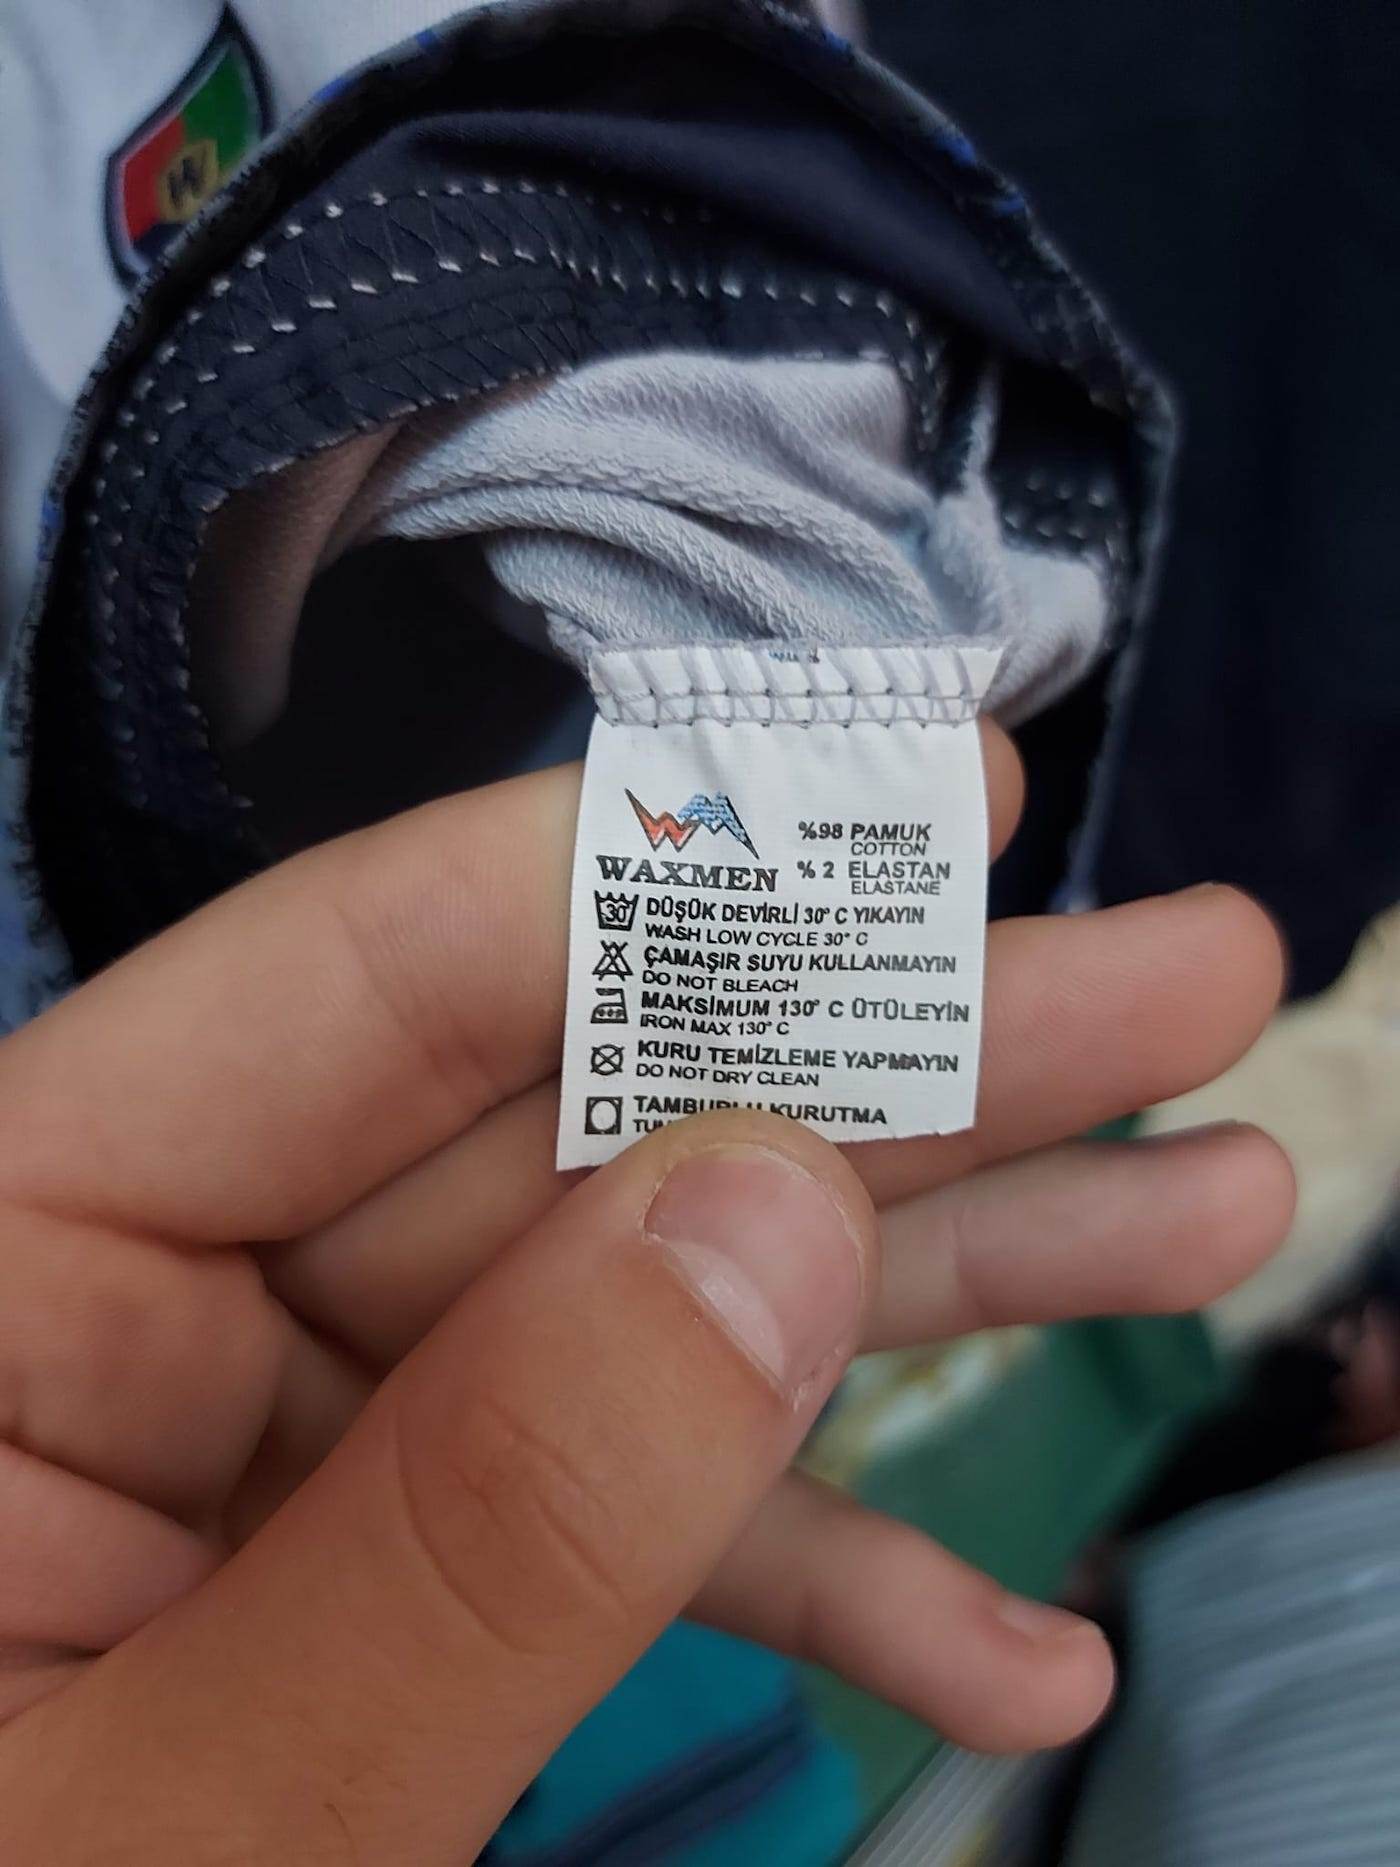 W
WAXMEN
%98 PAMUK
COTTON
% 2 ELASTAN
ELASTANE
30 DÜŞÜK DEVİRLİ 30° C YIKAYIN
WASH LOW CYCLE 30° C
ÇAMAŞIR SUYU KULLANMAYIN
DO NOT BLEACH
MAKSİMUM 130° C ÜTÜLEYİN
IRON MAX 130° C
KURU TEMİZLEME YAPMAYIN
DO NOT DRY CLEAN
KURUTMA